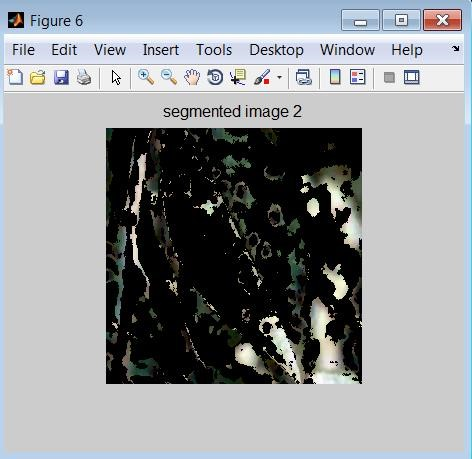 Figure 6
File Edit View Insert Tools Desktop Window Help
segmented image 2